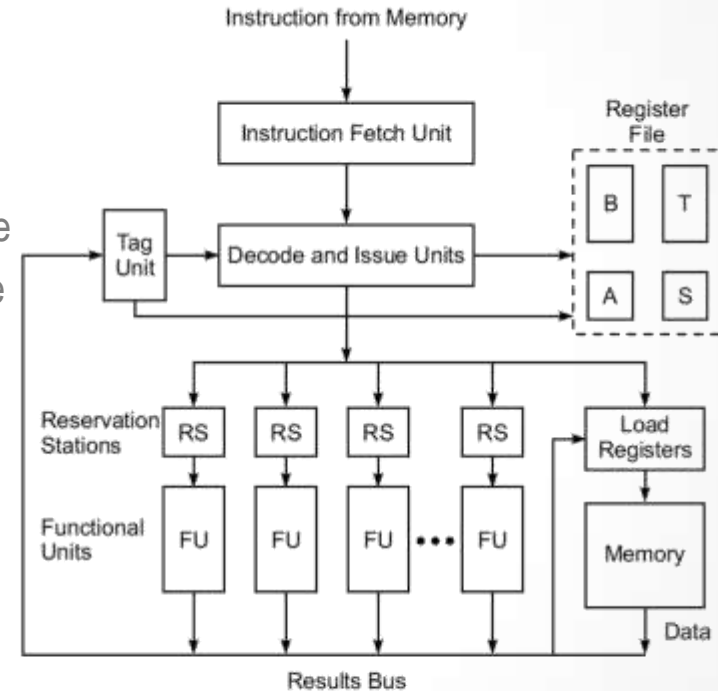 Instruction from Memory
Instruction Fetch Unit
Register
File
B
T
e
Tag
Unit
Decode and Issue Units
e
A
S
Reservation
Stations
RS
RS
RS
RS
Load
Registers
Functional
Units
FU
FU
FU
•••
FU
Memory
Data
Results Bus